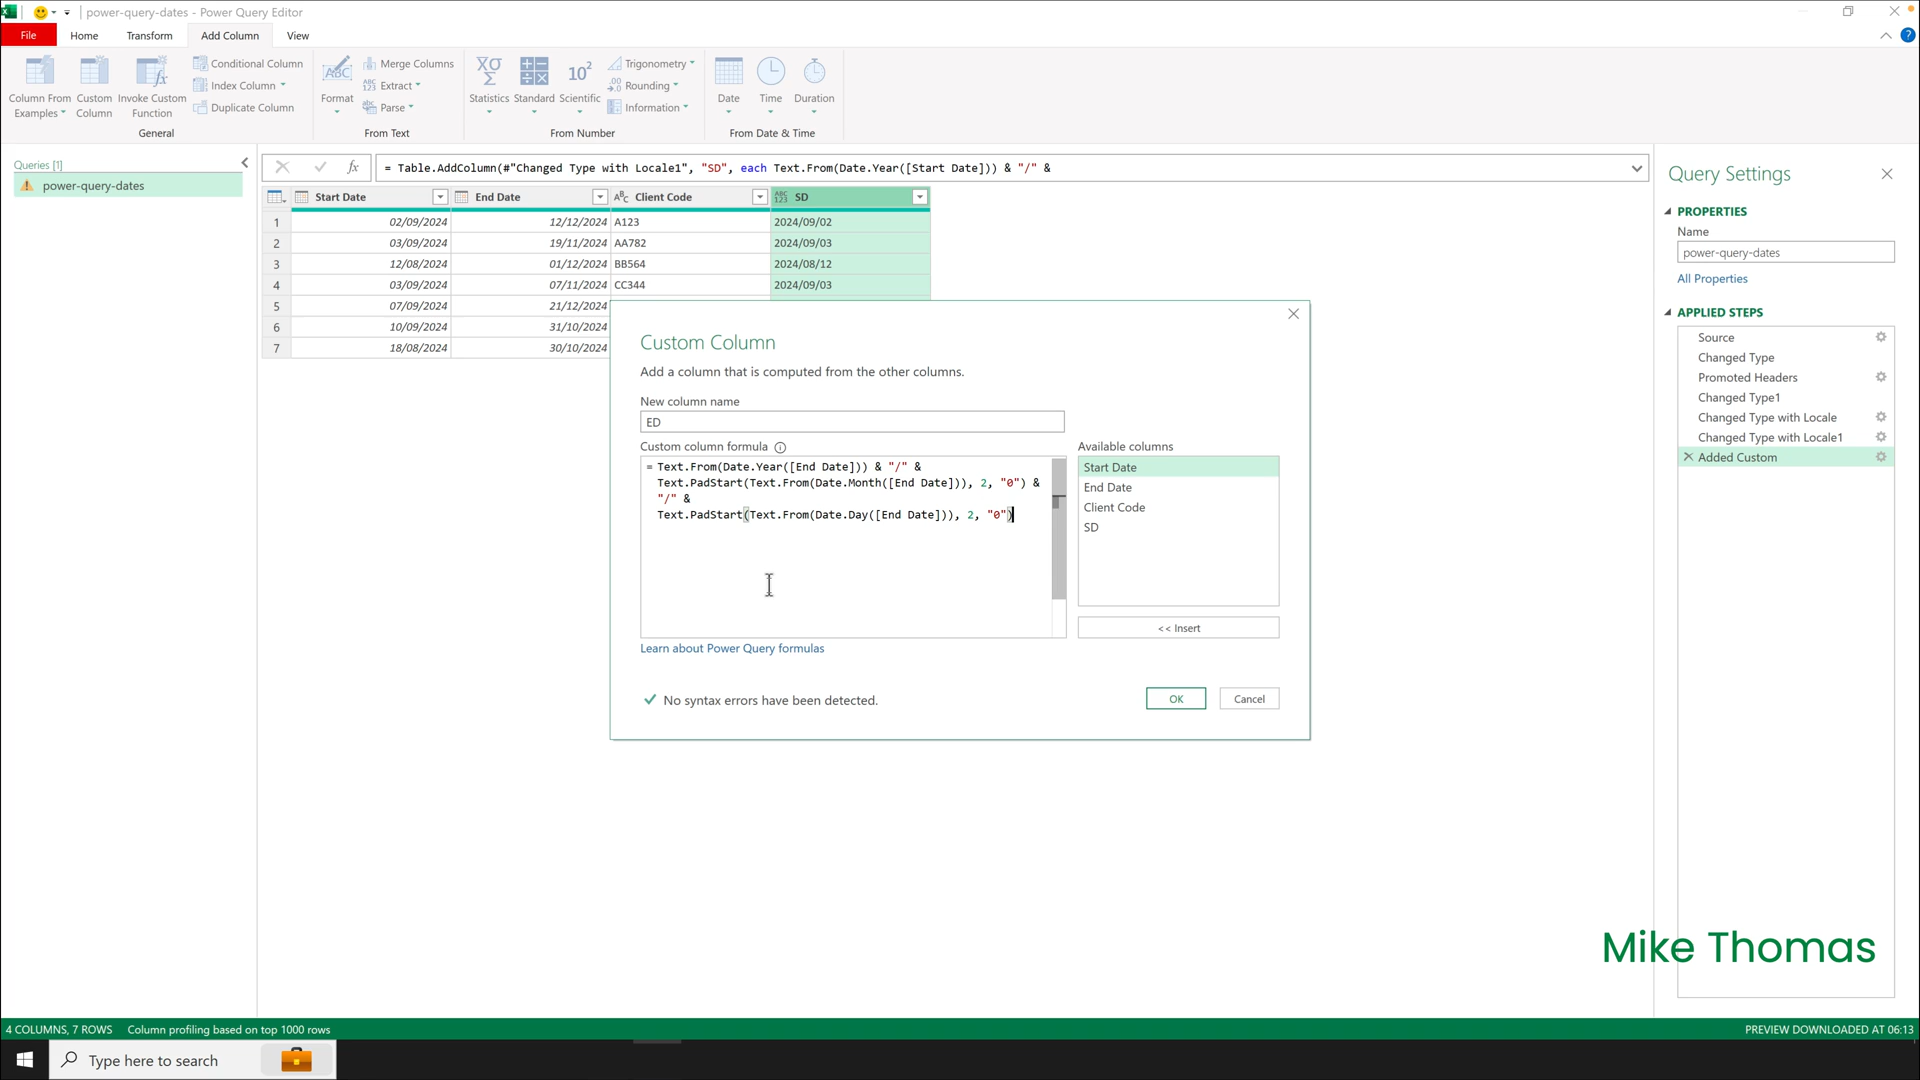 power-query-dates - Power Query Editor
File
Home
Transform
Add Column
View
Column From
Examples
Custom
Column
Invoke Custom
Function
Conditional Column
Index Column
Duplicate Column
General
ABC
Format
Merge Columns
ABC
123
Extract
abc
Parse
From Text
XΣ
Statistics
Standard
10²
Scientific
Trigonometry
.00
Rounding
Information
From Number
Date
Time
Duration
From Date & Time
Queries [1]
power-query-dates
fx
= Table.AddColumn(#"Changed Type with Locale1", "SD", each Text.From(Date.Year([Start Date])) & "/" &
Start Date
End Date
Client Code
ABC
123
SD
1 02/09/2024 12/12/2024 A123 2024/09/02
2 03/09/2024 19/11/2024 AA782 2024/09/03
3 12/08/2024 01/12/2024 BB564 2024/08/12
4 03/09/2024 07/11/2024 CC344 2024/09/03
5 07/09/2024 21/12/2024
6 10/09/2024 31/10/2024
7 18/08/2024 30/10/2024
Custom Column
Add a column that is computed from the other columns.
New column name
ED
Custom column formula
= Text.From(Date.Year([End Date])) & "/" &
Text.PadStart(Text.From(Date.Month([End Date])), 2, "0") &
"/" &
Text.PadStart(Text.From(Date.Day([End Date])), 2, "0")
Available columns
Start Date
End Date
Client Code
SD
<< Insert
Learn about Power Query formulas
No syntax errors have been detected.
OK
Cancel
Query Settings
PROPERTIES
Name
power-query-dates
All Properties
APPLIED STEPS
Source
Changed Type
Promoted Headers
Changed Type1
Changed Type with Locale
Changed Type with Locale1
Added Custom
Mike Thomas
4 COLUMNS, 7 ROWS
Column profiling based on top 1000 rows
PREVIEW DOWNLOADED AT 06:13
Type here to search